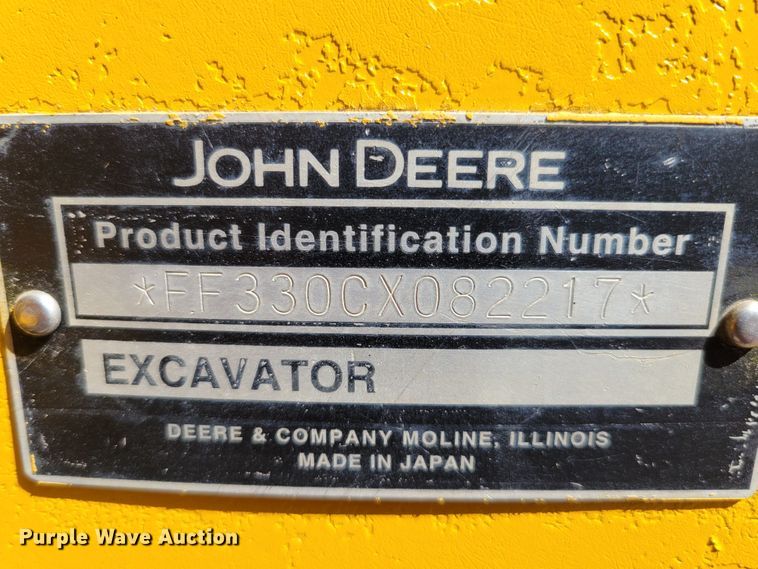 JOHN DEERE
Product Identification Number
*FF330CX082217*
EXCAVATOR
DEERE & COMPANY MOLINE, ILLINOIS
MADE IN JAPAN
Purple Wave Auction